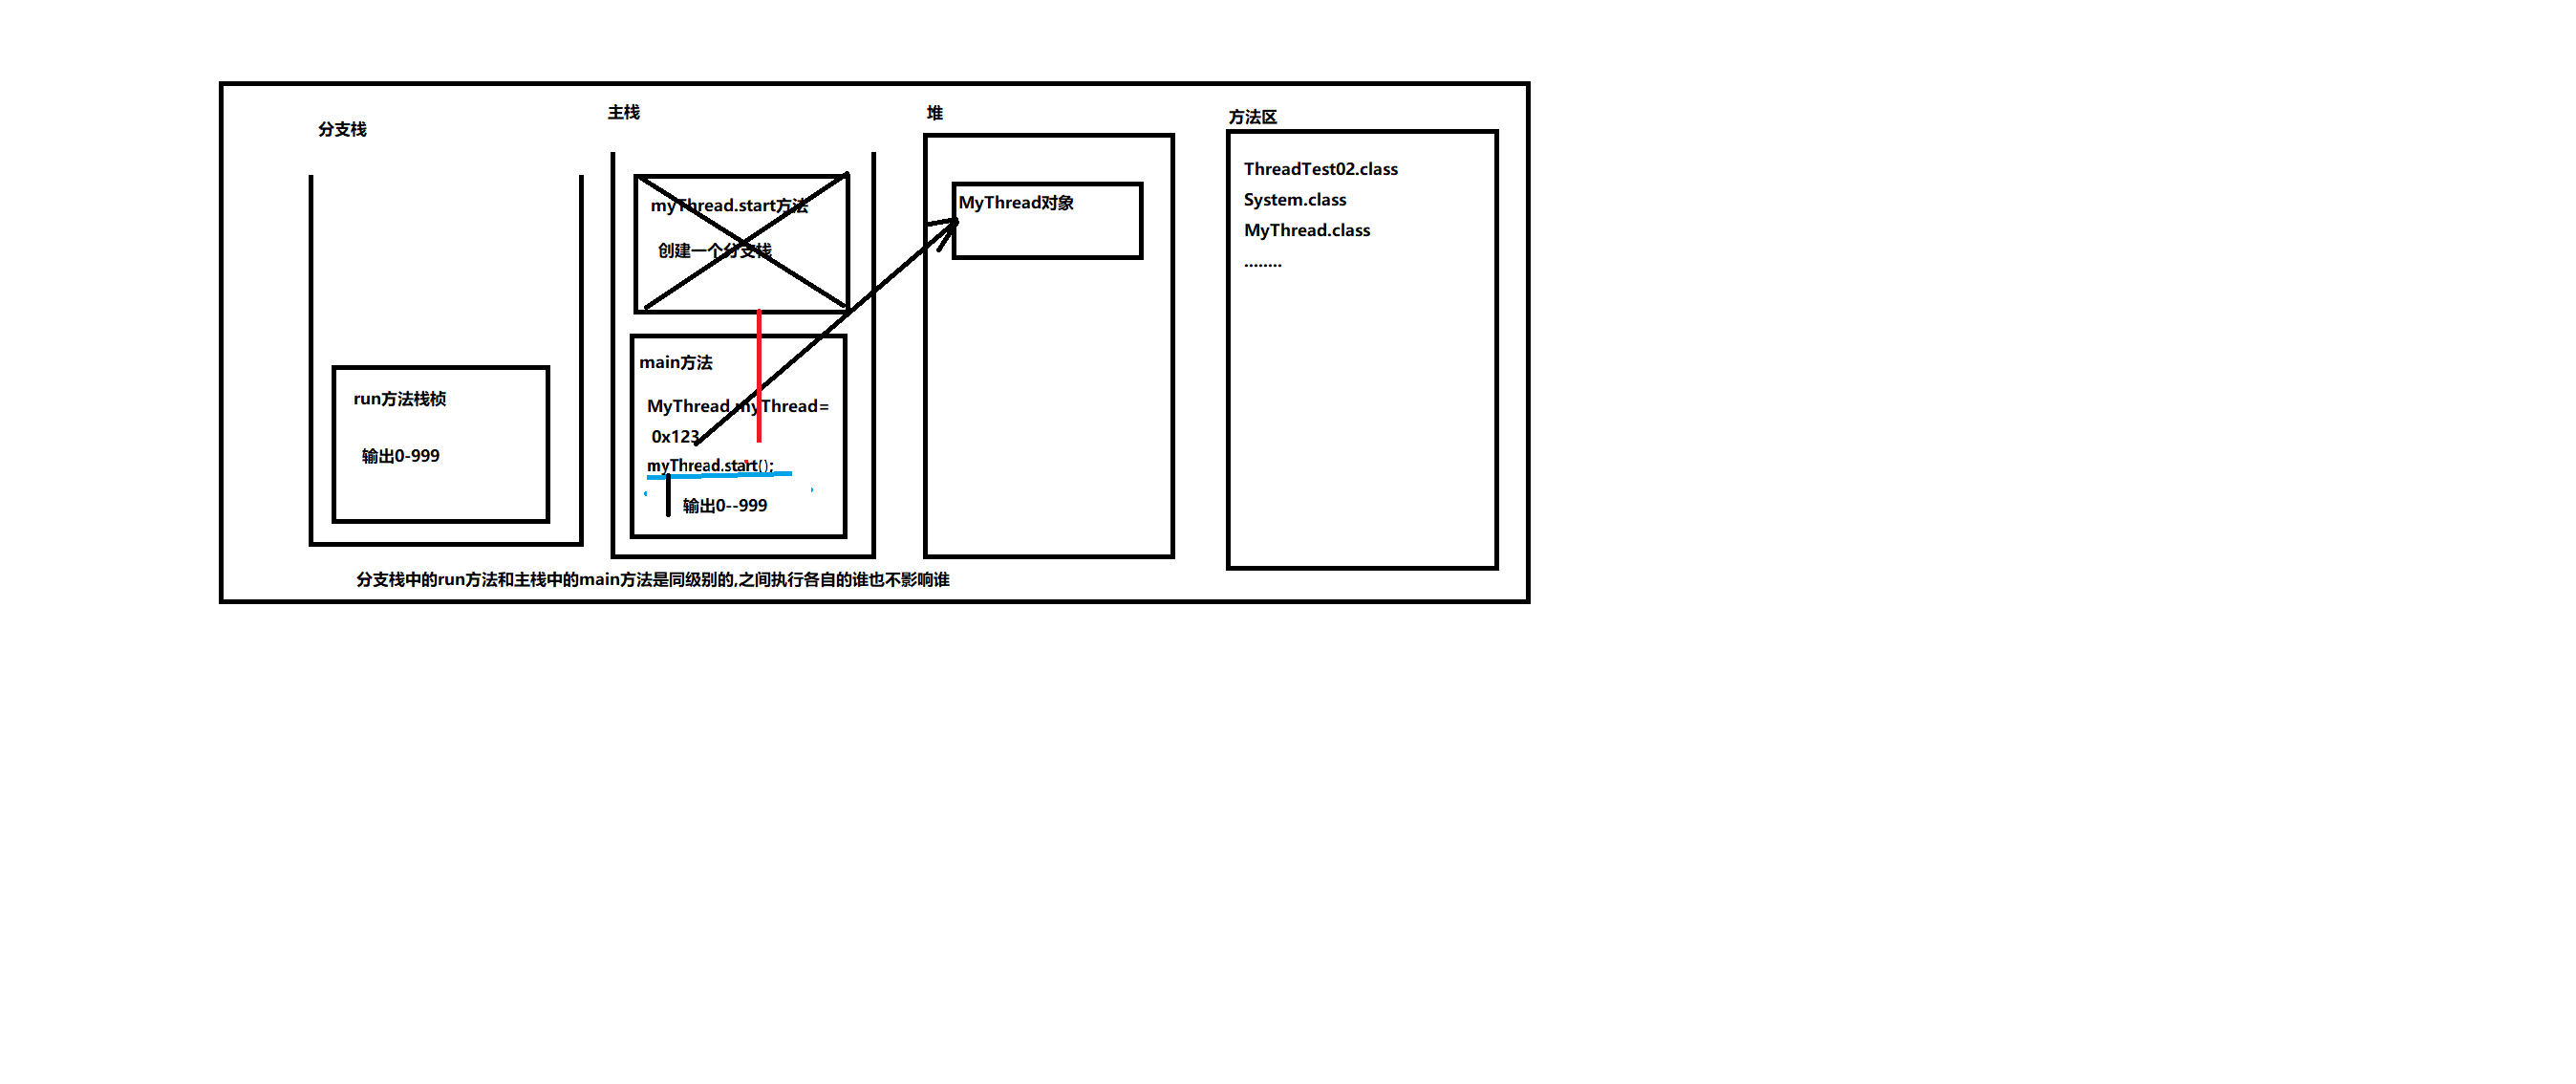 分支栈
主栈
堆
方法区
myThread.start方法
创建一个分支栈
main方法
MyThread myThread=
0x123
myThread.start();
输出0--999
run方法栈桢
输出0-999
MyThread对象
ThreadTest02.class
System.class
MyThread.class
........
分支栈中的run方法和主栈中的main方法是同级别的,之间执行各自的谁也不影响谁